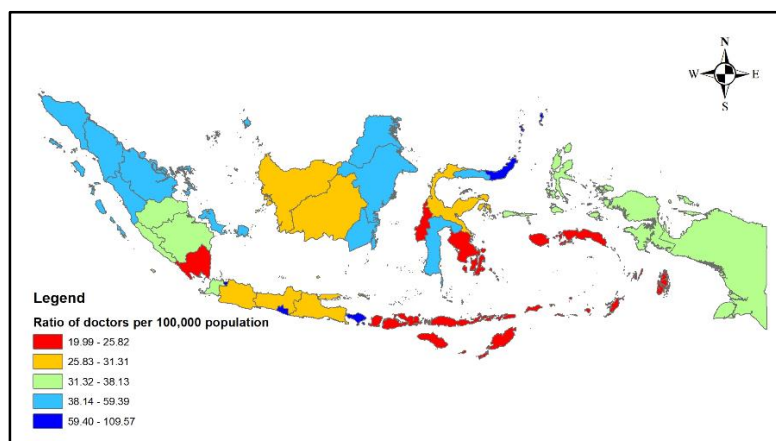 N
W E
S
Legend
Ratio of doctors per 100,000 population
19.99 - 25.82
25.83 - 31.31
31.32 - 38.13
38.14 - 59.39
59.40 - 109.57